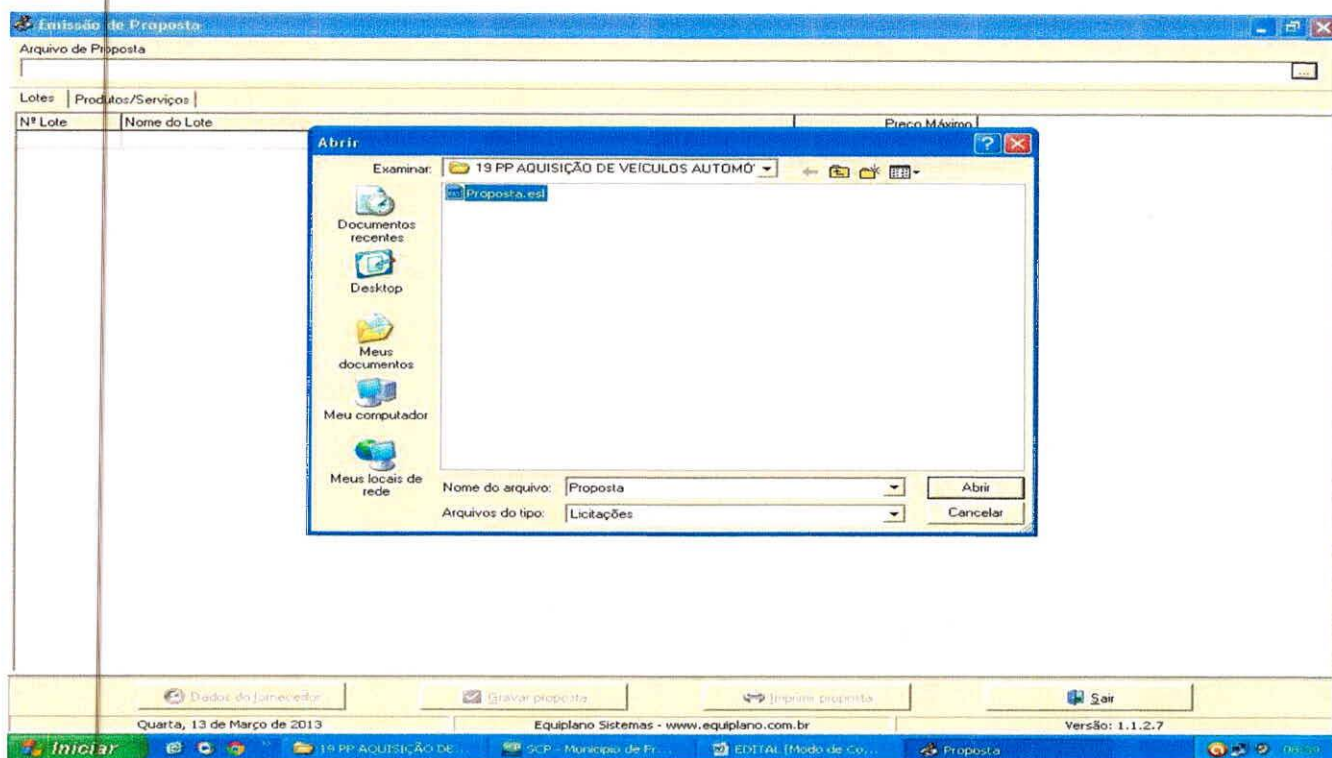 Emissão de Proposta
Arquivo de Proposta
...
Lotes Produtos/Serviços
Nº Lote Nome do Lote Preço Máximo
Abrir
Examinar: 19 PP AQUISIÇÃO DE VEÍCULOS AUTOMÓ
Proposta.esl
Documentos recentes
Desktop
Meus documentos
Meu computador
Meus locais de rede
Nome do arquivo: Proposta Abrir
Arquivos do tipo: Licitações Cancelar
Dados do fornecedor Gravar proposta Imprimir proposta Sair
Quarta, 13 de Março de 2013 Equiplano Sistemas - www.equiplano.com.br Versão: 1.1.2.7
Iniciar 19 PP AQUISIÇÃO DE... SCP - Municipio de Fr... EDITAL [Modo de Co... Proposta